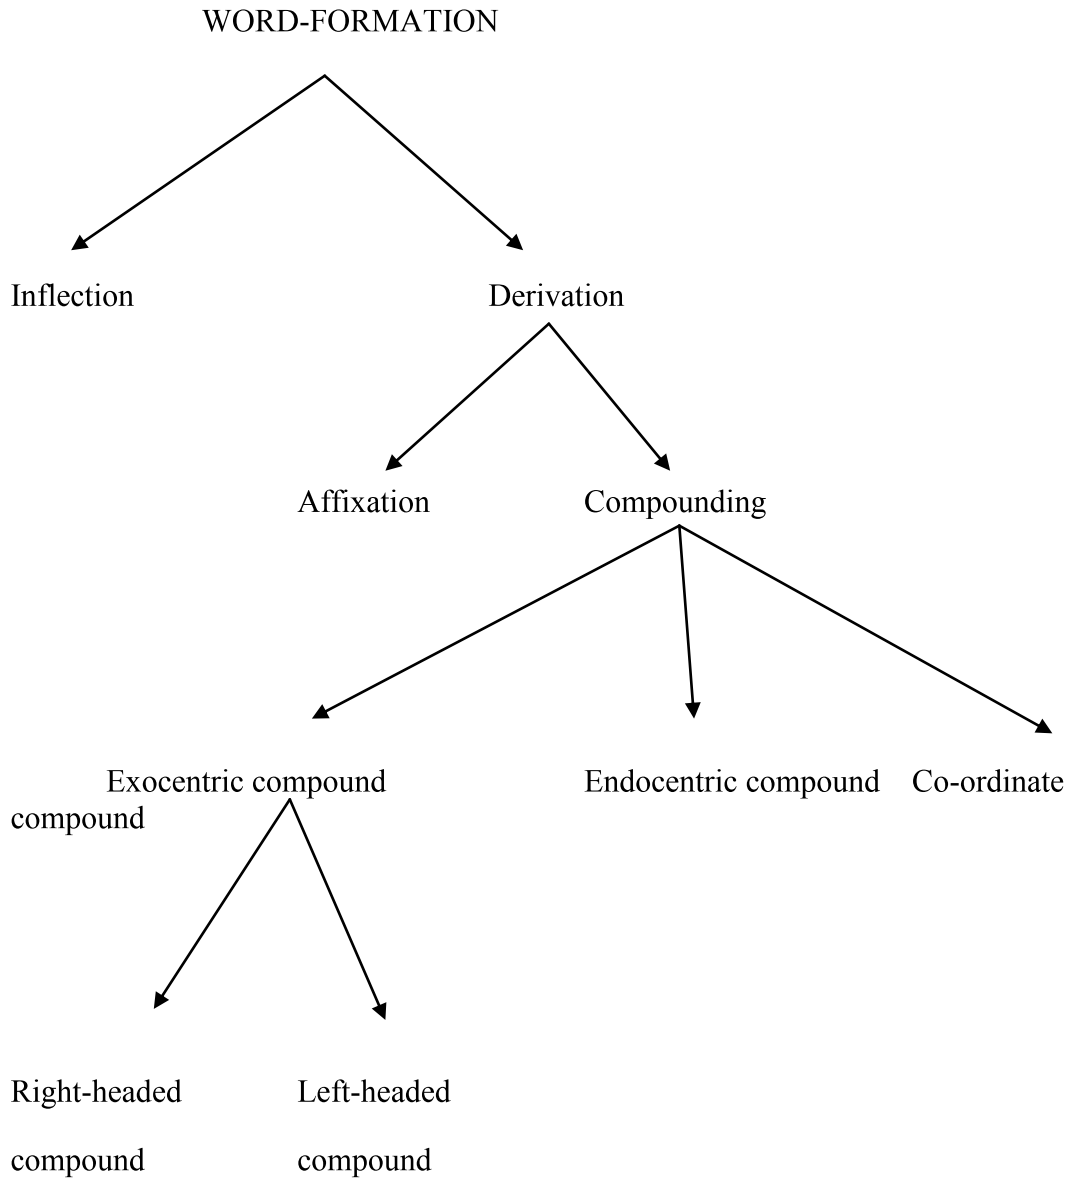 WORD-FORMATION
Inflection Derivation
Affixation Compounding
Exocentric compound Endocentric compound Co-ordinate
compound
Right-headed Left-headed
compound compound